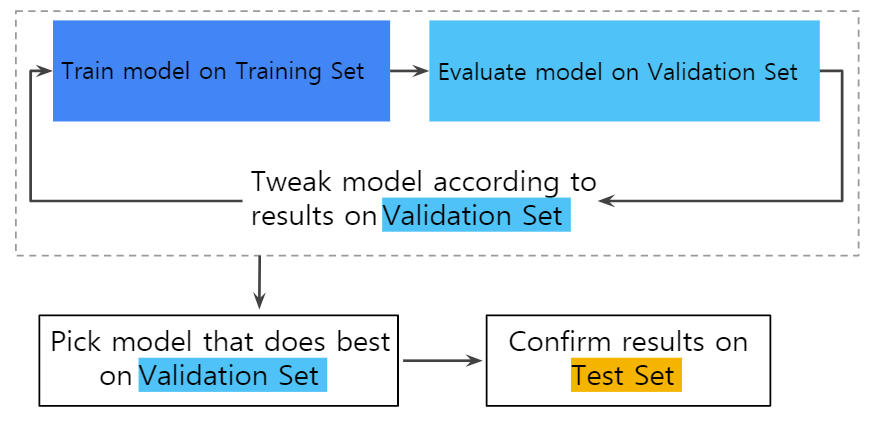 Train model on Training Set
Evaluate model on Validation Set
Tweak model according to
results on Validation Set
Pick model that does best
on Validation Set
Confirm results on
Test Set